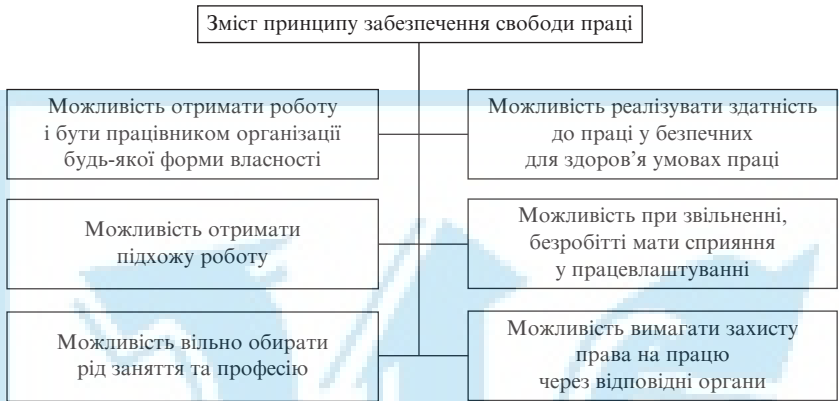 Зміст принципу забезпечення свободи праці
Можливість отримати роботу
і бути працівником організації
будь-якої форми власності
Можливість реалізувати здатність
до праці у безпечних
для здоров’я умовах праці
Можливість отримати
підхожу роботу
Можливість при звільненні,
безробітті мати сприяння
у працевлаштуванні
Можливість вільно обирати
рід заняття та професію
Можливість вимагати захисту
права на працю
через відповідні органи